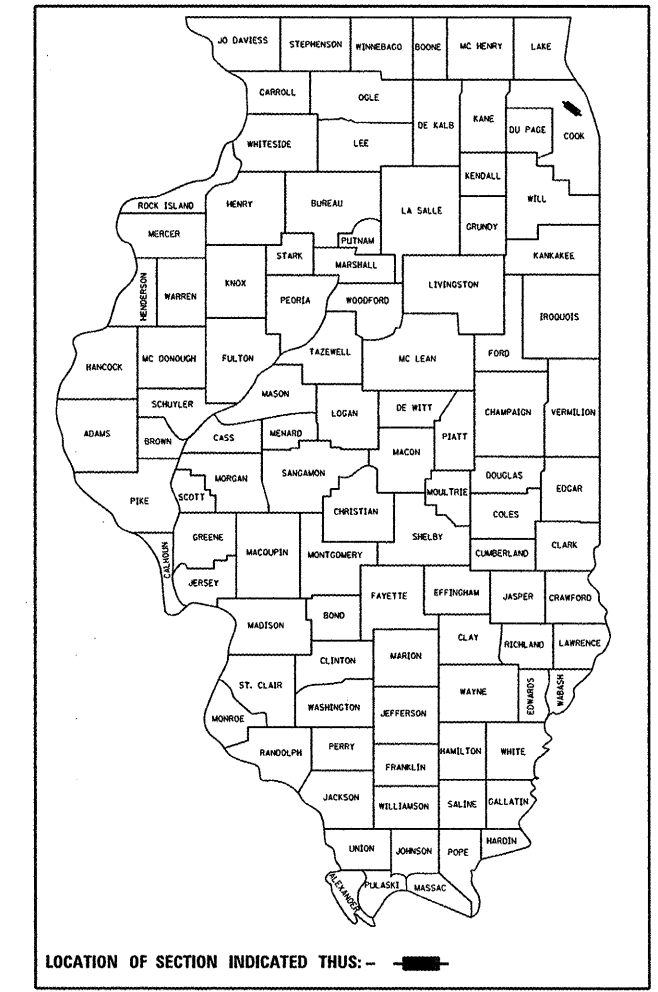 JO DAVIESS
STEPHENSON
WINNEBAGO
BOONE
MC HENRY
LAKE
CARROLL
OGLE
DE KALB
KANE
DU PAGE
COOK
WHITESIDE
LEE
KENDALL
ROCK ISLAND
HENRY
BUREAU
LA SALLE
WILL
MERCER
PUTNAM
GRUNDY
STARK
MARSHALL
KANKAKEE
HENDERSON
WARREN
KNOX
PEORIA
WOODFORD
LIVINGSTON
IROQUOIS
HANCOCK
MC DONOUGH
FULTON
TAZEWELL
MC LEAN
FORD
MASON
SCHUYLER
LOGAN
DE WITT
CHAMPAIGN
VERMILION
ADAMS
BROWN
CASS
MENARD
MACON
PIATT
PIKE
SCOTT
MORGAN
SANGAMON
MOULTRIE
DOUGLAS
EDGAR
CHRISTIAN
COLES
CALHOUN
GREENE
MACOUPIN
MONTGOMERY
SHELBY
CUMBERLAND
CLARK
JERSEY
FAYETTE
EFFINGHAM
JASPER
CRAWFORD
MADISON
BOND
CLAY
RICHLAND
LAWRENCE
CLINTON
MARION
ST. CLAIR
WAYNE
EDWARDS
WABASH
MONROE
WASHINGTON
JEFFERSON
RANDOLPH
PERRY
HAMILTON
WHITE
FRANKLIN
JACKSON
WILLIAMSON
SALINE
GALLATIN
UNION
JOHNSON
POPE
HARDIN
ALEXANDER
PULASKI
MASSAC
LOCATION OF SECTION INDICATED THUS: –